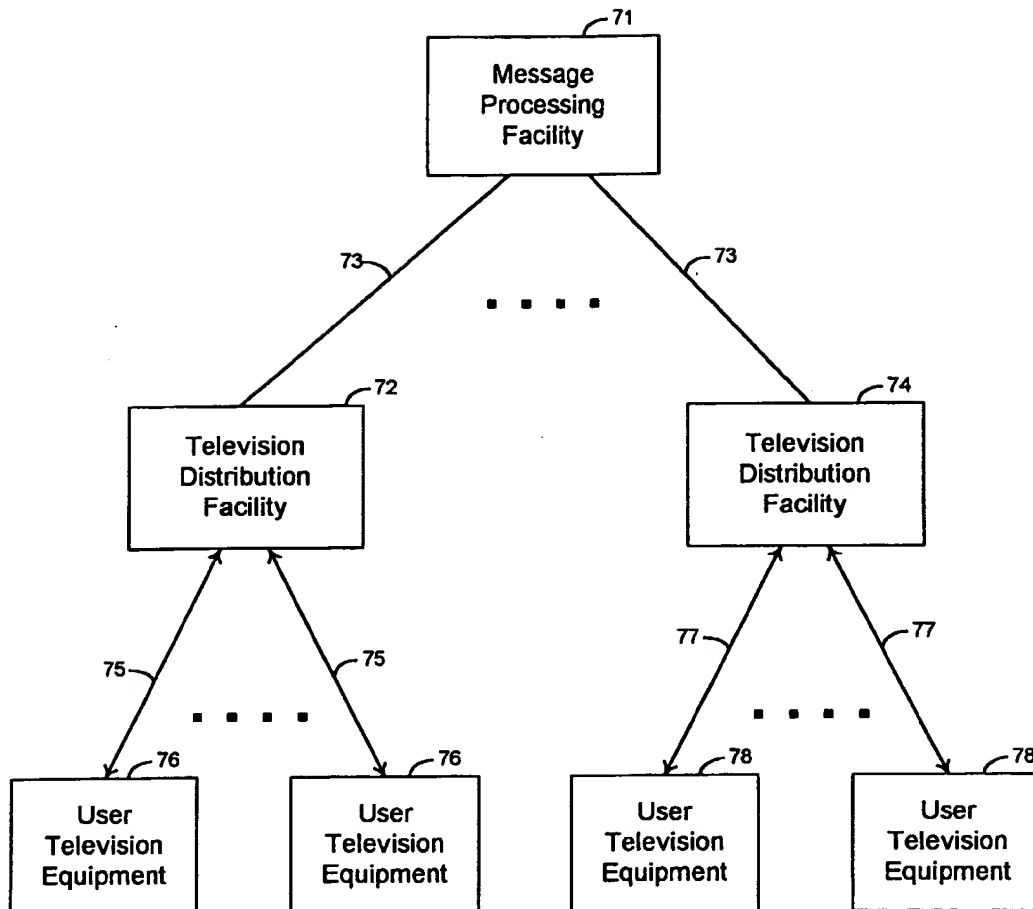 71
Message
Processing
Facility
73
73
72
Television
Distribution
Facility
74
Television
Distribution
Facility
75
75
77
77
76
User
Television
Equipment
76
User
Television
Equipment
78
User
Television
Equipment
78
User
Television
Equipment